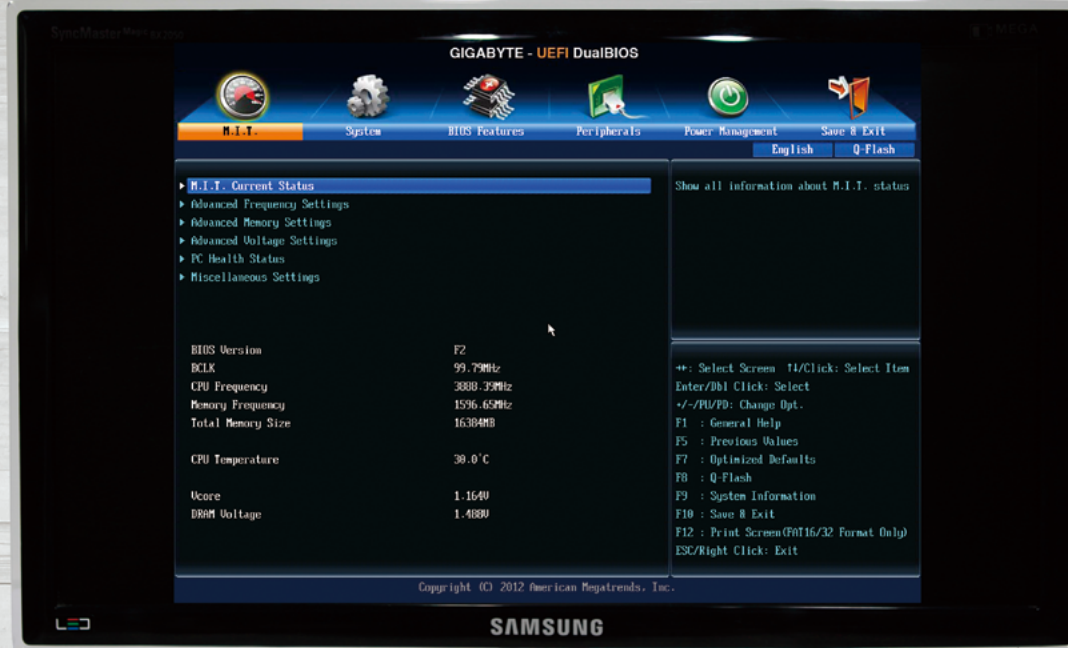 SyncMaster Mega BX2050
MEGA
GIGABYTE - UEFI DualBIOS
M.I.T. System BIOS Features Peripherals Power Management Save & Exit
English Q-Flash
M.I.T. Current Status
Advanced Frequency Settings
Advanced Memory Settings
Advanced Voltage Settings
PC Health Status
Miscellaneous Settings
Show all information about M.I.T. status
BIOS Version F2
BCLK 99.79MHz
CPU Frequency 3888.39MHz
Memory Frequency 1596.65MHz
Total Memory Size 16384MB
CPU Temperature 30.0°C
Vcore 1.164V
DRAM Voltage 1.488V
→←: Select Screen ↑↓/Click: Select Item
Enter/Dbl Click: Select
+/-/PU/PD: Change Opt.
F1 : General Help
F5 : Previous Values
F7 : Optimized Defaults
F8 : Q-Flash
F9 : System Information
F10 : Save & Exit
F12 : Print Screen(FAT16/32 Format Only)
ESC/Right Click: Exit
Copyright (C) 2012 American Megatrends, Inc.
LED
SAMSUNG